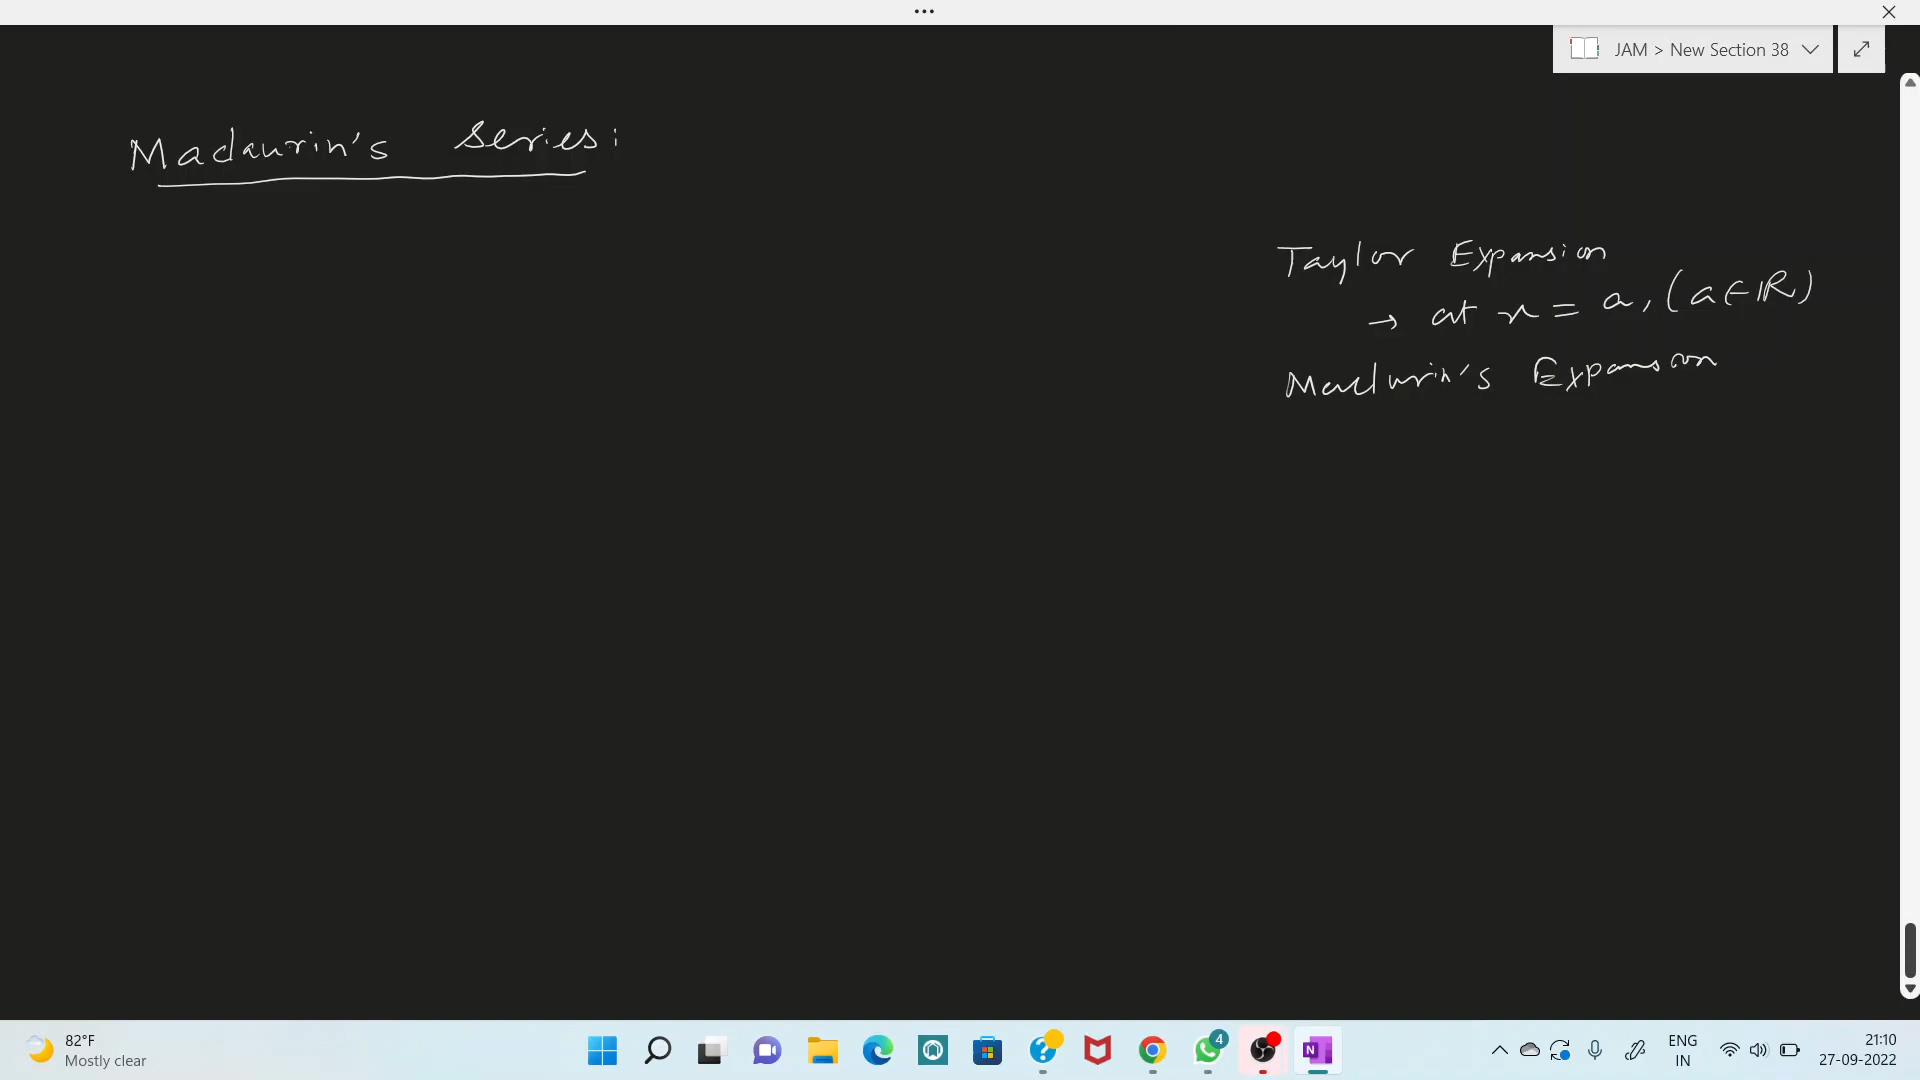 JAM > New Section 38
Maclaurin's Series:
Taylor Expansion
→ at x = a, (a ∈ ℝ)
Maclurin's Expansion
82°F
Mostly clear
4
ENG
IN
21:10
27-09-2022